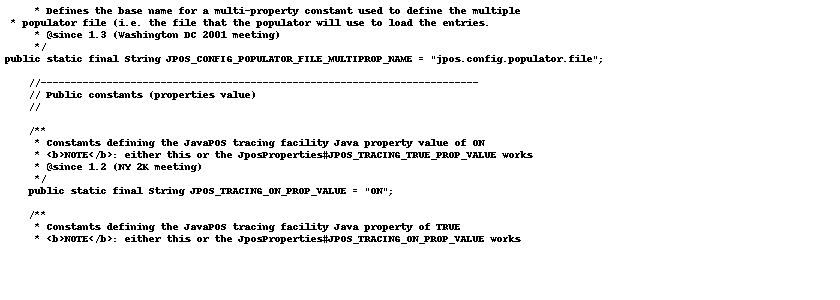 * Defines the base name for a multi-property constant used to define the multiple
* populator file (i.e. the file that the populator will use to load the entries.
* @since 1.3 (Washington DC 2001 meeting)
*/
public static final String JPOS_CONFIG_POPULATOR_FILE_MULTIPROP_NAME = "jpos.config.populator.file";
//-------------------------------------------------------------------------
// Public constants (properties value)
//
/**
* Constants defining the JavaPOS tracing facility Java property value of ON
* <b>NOTE</b>: either this or the JposProperties#JPOS_TRACING_TRUE_PROP_VALUE works
* @since 1.2 (NY 2K meeting)
*/
public static final String JPOS_TRACING_ON_PROP_VALUE = "ON";
/**
* Constants defining the JavaPOS tracing facility Java property of TRUE
* <b>NOTE</b>: either this or the JposProperties#JPOS_TRACING_ON_PROP_VALUE works